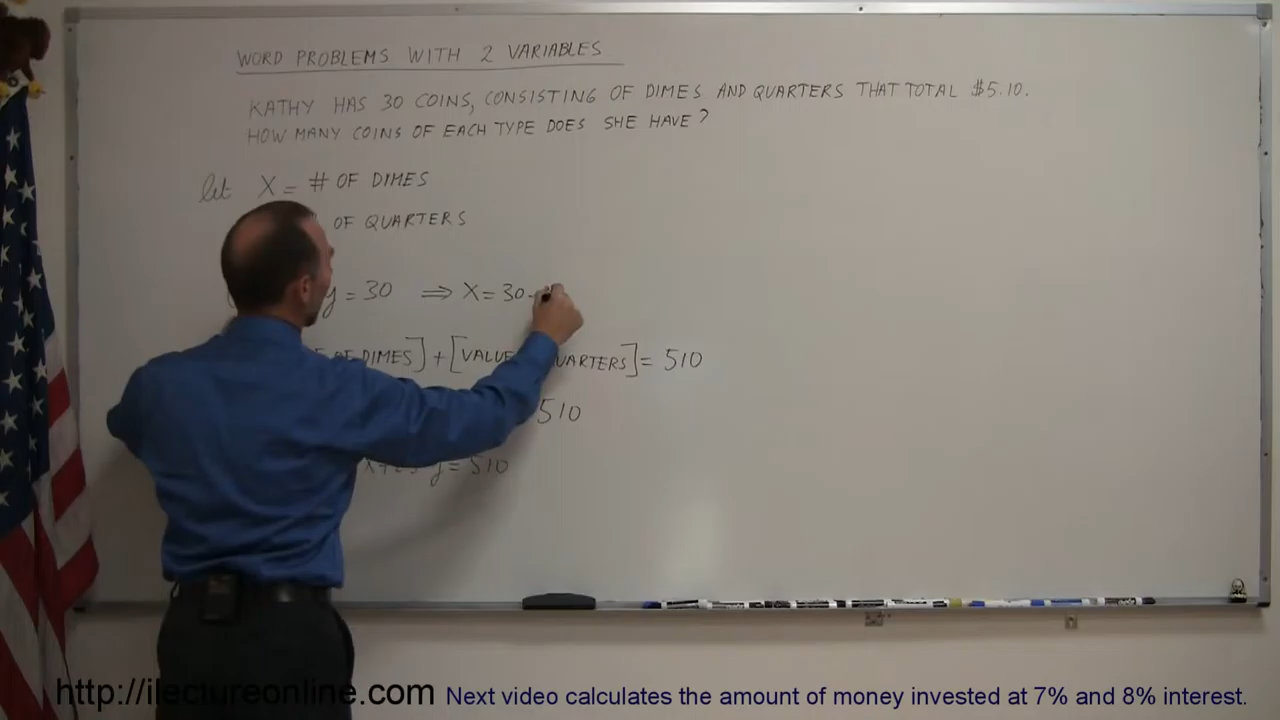 WORD PROBLEMS WITH 2 VARIABLES
KATHY HAS 30 COINS, CONSISTING OF DIMES AND QUARTERS THAT TOTAL $5.10.
HOW MANY COINS OF EACH TYPE DOES SHE HAVE?
let X = # OF DIMES
OF QUARTERS
y = 30 ⟹ X = 30 -
OF DIMES] + [VALUE QUARTERS] = 510
510
y = 510
http://ilectureonline.com Next video calculates the amount of money invested at 7% and 8% interest.